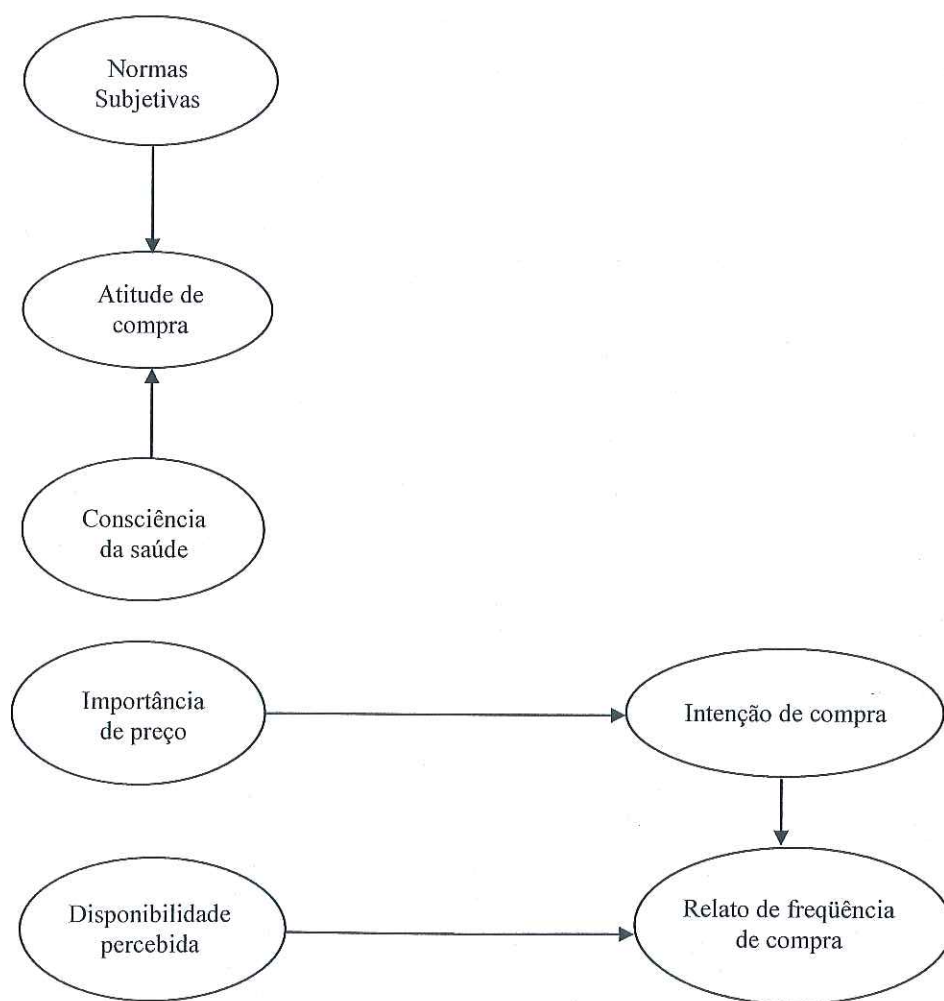 Normas
Subjetivas
Atitude de
compra
Consciência
da saúde
Importância
de preço
Intenção de compra
Disponibilidade
percebida
Relato de freqüência
de compra